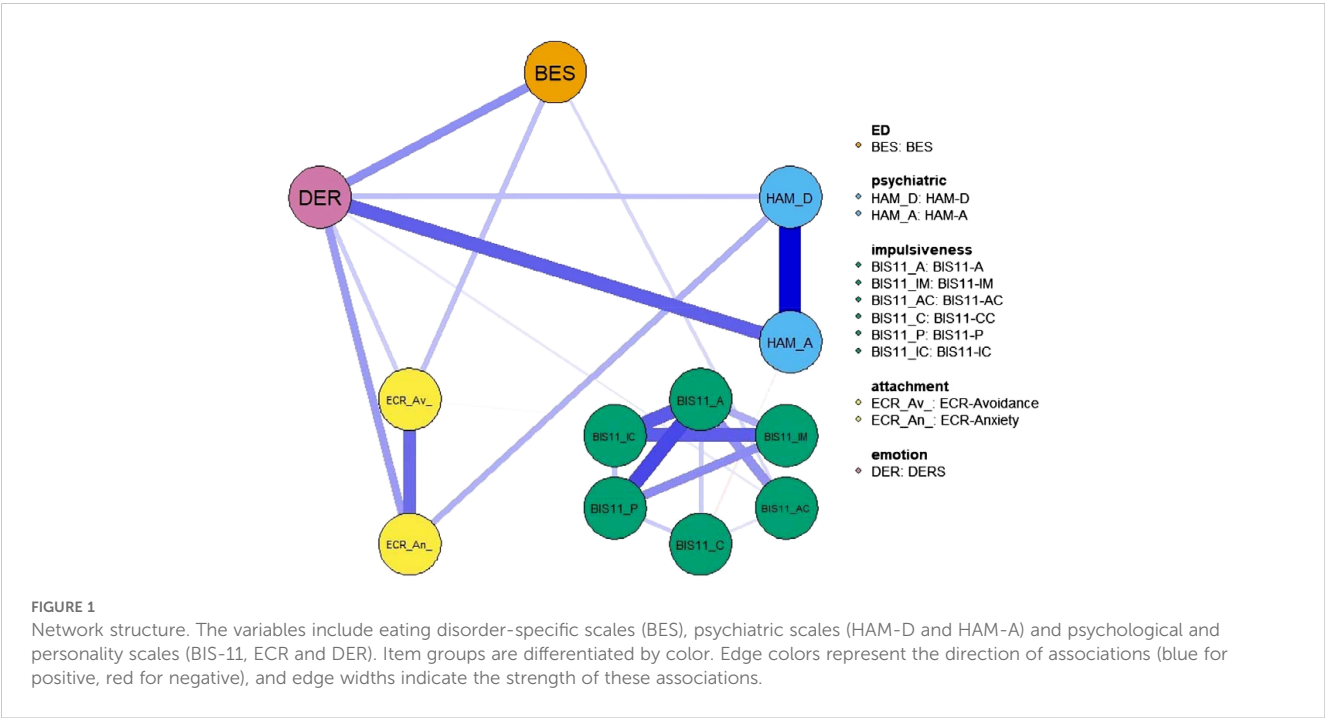 BES
DER
HAM_D
HAM_A
ECR_Av_
BIS11_A
BIS11_IC
BIS11_IM
BIS11_P
BIS11_AC
ECR_An_
BIS11_C
ED
BES: BES
psychiatric
HAM_D: HAM-D
HAM_A: HAM-A
impulsiveness
BIS11_A: BIS11-A
BIS11_IM: BIS11-IM
BIS11_AC: BIS11-AC
BIS11_C: BIS11-CC
BIS11_P: BIS11-P
BIS11_IC: BIS11-IC
attachment
ECR_Av_: ECR-Avoidance
ECR_An_: ECR-Anxiety
emotion
DER: DERS
FIGURE 1
Network structure. The variables include eating disorder-specific scales (BES), psychiatric scales (HAM-D and HAM-A) and psychological and
personality scales (BIS-11, ECR and DER). Item groups are differentiated by color. Edge colors represent the direction of associations (blue for
positive, red for negative), and edge widths indicate the strength of these associations.